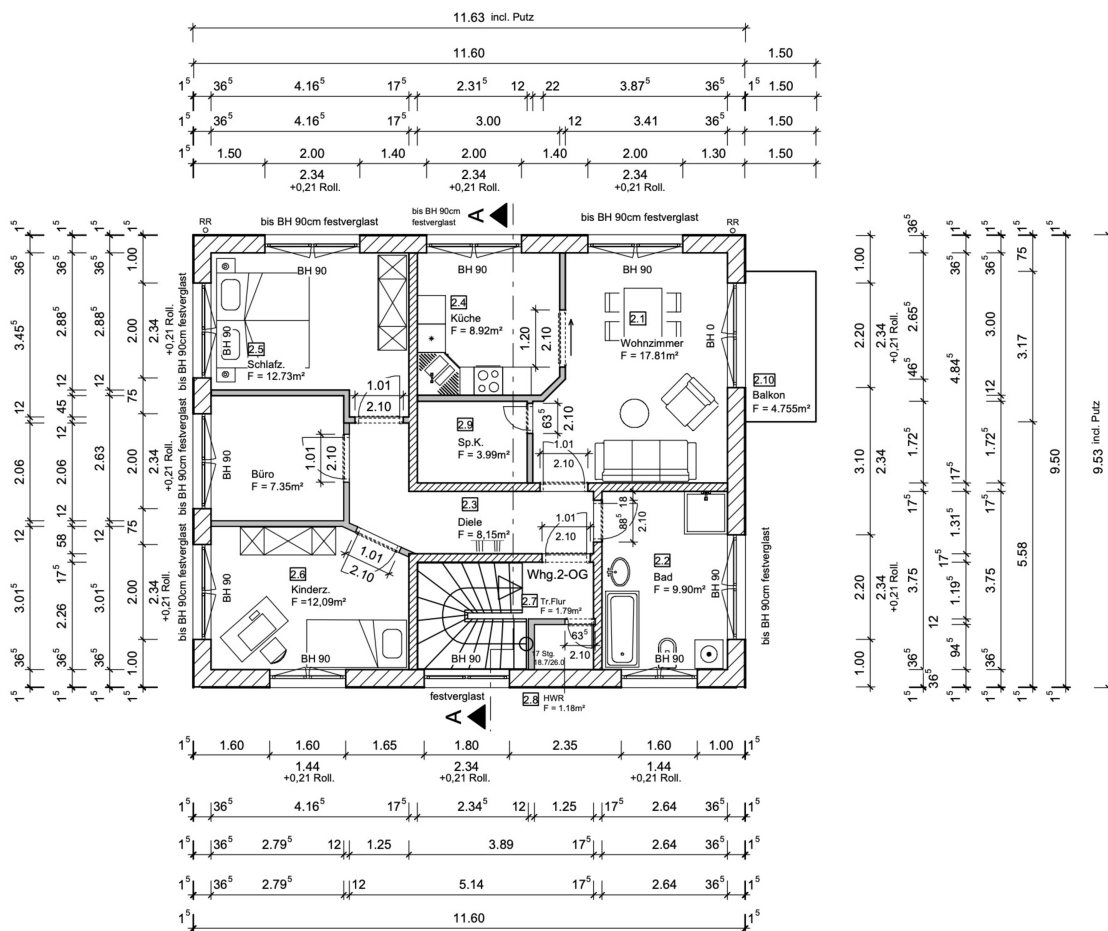 11.63 incl. Putz
11.60
1.50
1⁵ 36⁵ 4.16⁵ 17⁵ 2.31⁵ 12 22 3.87⁵ 36⁵ 1⁵ 1.50
36⁵ 4.16⁵ 17⁵ 3.00 12 3.41 36⁵ 1.50
1⁵ 1.50 2.00 1.40 2.00 1.40 2.00 1.30 1.50
2.34 2.34 2.34
+0,21 Roll. +0,21 Roll. +0,21 Roll.
RR
bis BH 90cm festverglast
bis BH 90cm
festverglast
A
bis BH 90cm festverglast
RR
BH 90
BH 90
BH 90
2.5
Schlafz.
F = 12.73m²
BH 90
2.4
Küche
F = 8.92m²
1.20
2.10
2.1
Wohnzimmer
F = 17.81m²
BH 0
2.10
Balkon
F = 4.755m²
1.01
2.10
2.9
Sp.K.
F = 3.99m²
63⁵
2.10
1.01
2.10
Büro
F = 7.35m²
BH 90
1.01
2.10
2.3
Diele
F = 8,15m²
1.01
2.10
18
88⁵
2.10
1.01
2.10
2.6
Kinderz.
F =12,09m²
BH 90
BH 90
Whg.2-OG
2.7
Tr.Flur
F = 1.79m²
17 Stg.
18.7/26.0
63⁵
2.10
BH 90
2.2
Bad
F = 9.90m²
BH 90
BH 90
festverglast
A
2.8
HWR
F = 1.18m²
1⁵ 36⁵ 3.45⁵ 12 2.06 12 3.01⁵ 36⁵ 1⁵
1⁵ 36⁵ 2.88⁵ 12 45 12 2.06 12 58 17⁵ 2.26 36⁵ 1⁵
1⁵ 36⁵ 2.88⁵ 12 2.63 12 3.01⁵ 36⁵ 1⁵
1⁵ 1.00 2.00 75 2.00 75 2.00 1.00 1⁵
2.34 2.34 2.34
+0,21 Roll. +0,21 Roll. +0,21 Roll.
bis BH 90cm festverglast
bis BH 90cm festverglast
bis BH 90cm festverglast
1.00 2.20 3.10 2.20 1.00
2.34 2.34 2.34
+0,21 Roll. +0,21 Roll.
bis BH 90cm festverglast
1⁵ 36⁵ 2.65⁵ 46⁵ 1.72⁵ 17⁵ 3.75 36⁵ 1⁵
36⁵ 4.84⁵ 17⁵ 1.31⁵ 17⁵ 1.19⁵ 12 94⁵ 36⁵ 1⁵
1⁵ 36⁵ 3.00 12 1.72⁵ 17⁵ 3.75 36⁵ 1⁵
1⁵ 75 3.17 5.58 1⁵
1⁵ 9.50 1⁵
9.53 incl. Putz
1⁵ 1.60 1.60 1.65 1.80 2.35 1.60 1.00 1⁵
1.44 2.34 1.44
+0,21 Roll. +0,21 Roll. +0,21 Roll.
1⁵ 36⁵ 4.16⁵ 17⁵ 2.34⁵ 12 1.25 17⁵ 2.64 36⁵ 1⁵
1⁵ 36⁵ 2.79⁵ 12 1.25 3.89 17⁵ 2.64 36⁵ 1⁵
1⁵ 36⁵ 2.79⁵ 12 5.14 17⁵ 2.64 36⁵ 1⁵
1⁵ 11.60 1⁵